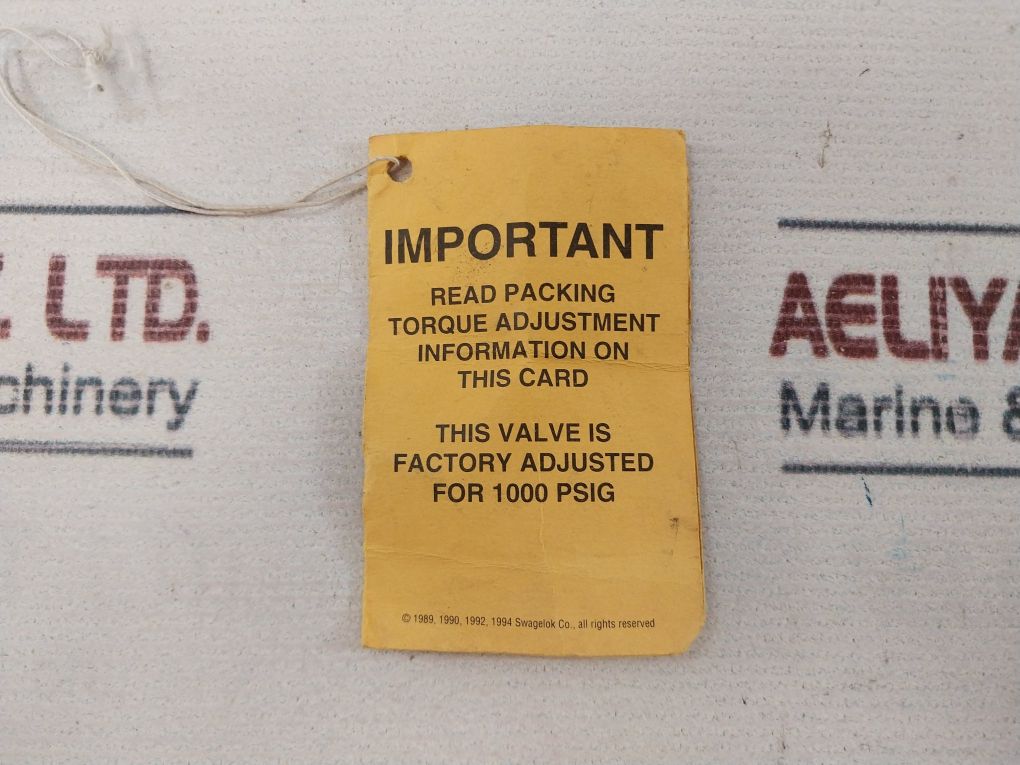 IMPORTANT
READ PACKING
TORQUE ADJUSTMENT
INFORMATION ON
THIS CARD
THIS VALVE IS
FACTORY ADJUSTED
FOR 1000 PSIG
© 1989, 1990, 1992, 1994 Swagelok Co., all rights reserved
LTD.
chinery
AELIYA
Marine &